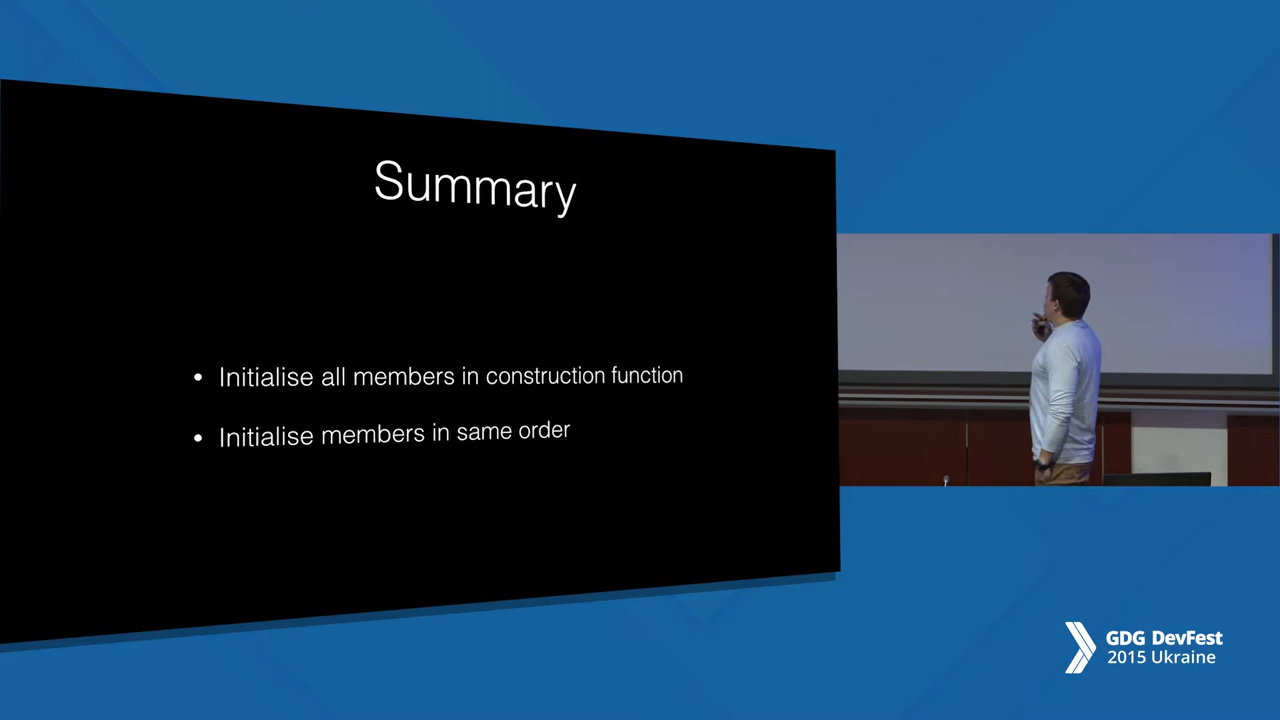 Summary
• Initialise all members in construction function
• Initialise members in same order
GDG DevFest
2015 Ukraine